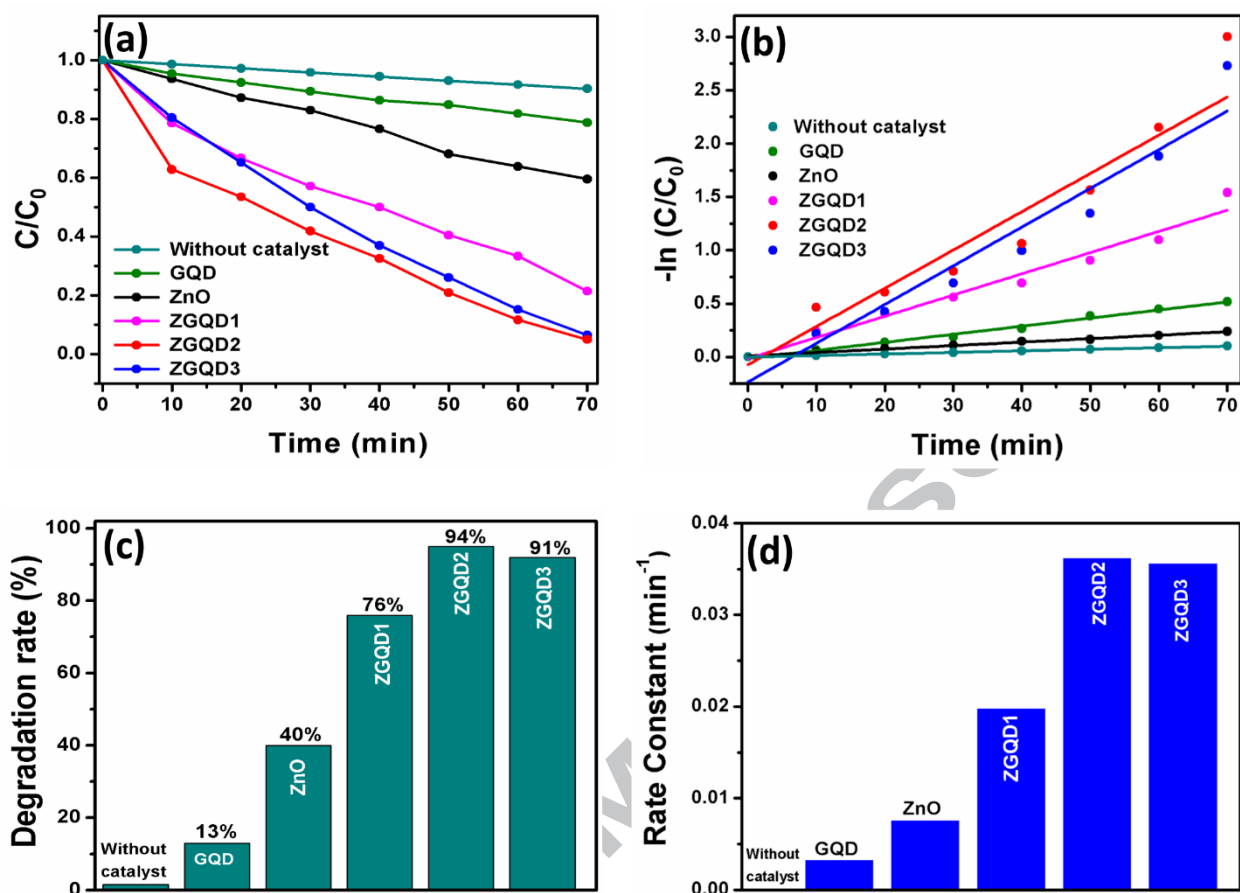 (a)
1.0
0.8
0.6
0.4
0.2
0.0
C/C₀
Without catalyst
GQD
ZnO
ZGQD1
ZGQD2
ZGQD3
0 10 20 30 40 50 60 70
Time (min)
(b)
3.0
2.5
2.0
1.5
1.0
0.5
0.0
-ln (C/C₀)
Without catalyst
GQD
ZnO
ZGQD1
ZGQD2
ZGQD3
0 10 20 30 40 50 60 70
Time (min)
(c)
100
80
60
40
20
0
Degradation rate (%)
Without
catalyst
13%
GQD
40%
ZnO
76%
ZGQD1
94%
ZGQD2
91%
ZGQD3
(d)
0.04
0.03
0.02
0.01
0.00
Rate Constant (min⁻¹)
Without
catalyst
GQD
ZnO
ZGQD1
ZGQD2
ZGQD3